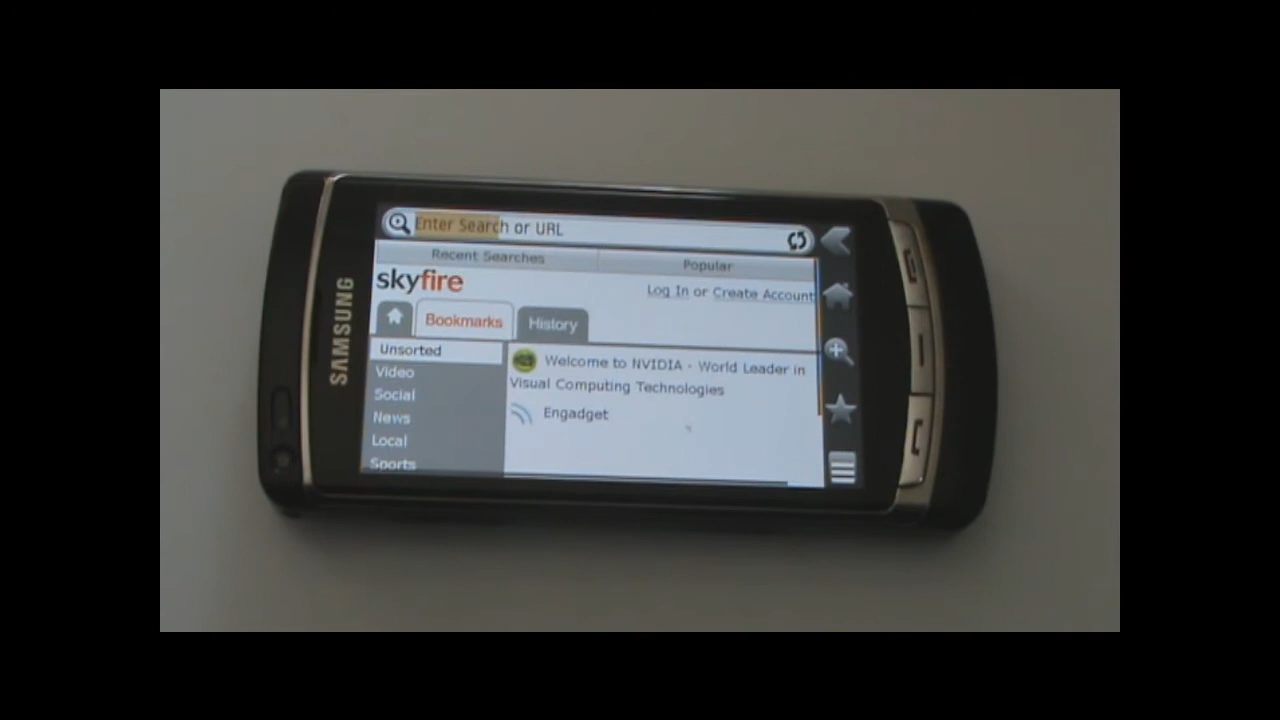 SAMSUNG
Enter Search or URL
Recent Searches
Popular
skyfire
Log In or Create Account
Bookmarks
History
Unsorted
Video
Social
News
Local
Sports
Welcome to NVIDIA - World Leader in
Visual Computing Technologies
Engadget